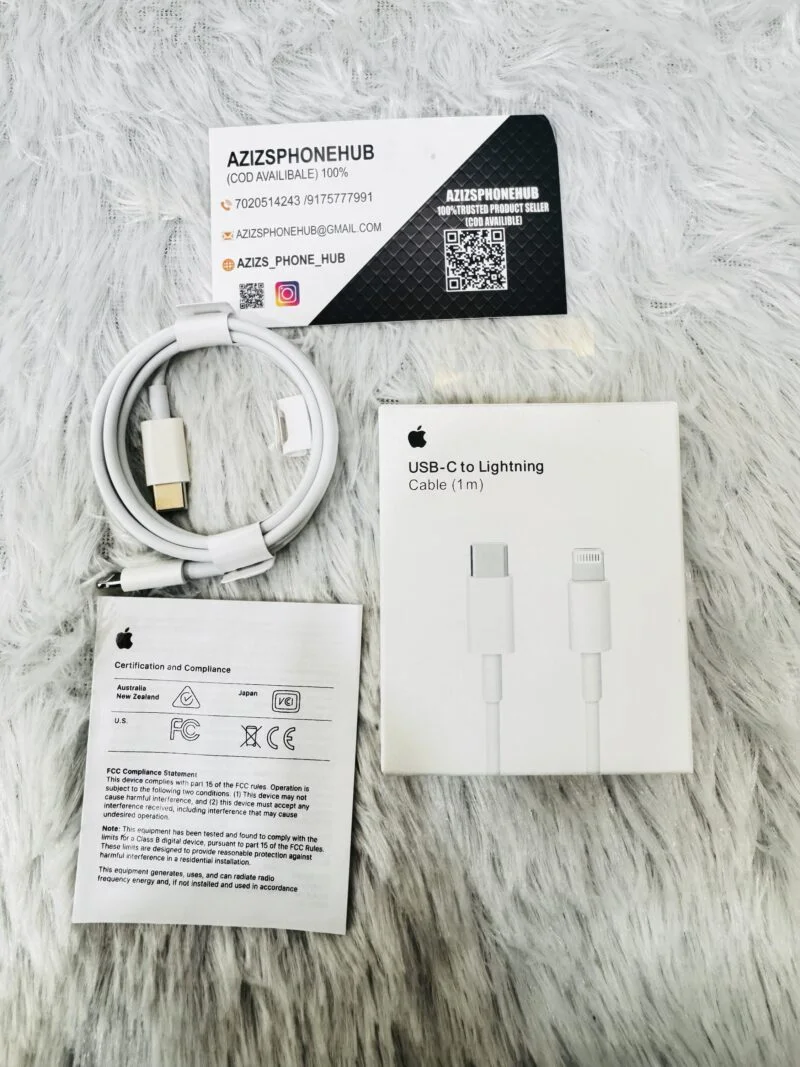 AZIZSPHONEHUB
(COD AVAILIBALE) 100%
7020514243 /9175777991
AZIZSPHONEHUB@GMAIL.COM
AZIZS_PHONE_HUB
AZIZSPHONEHUB
100%TRUSTED PRODUCT SELLER
(COD AVAILIBLE)
USB-C to Lightning
Cable (1m)
Certification and Compliance
Australia
New Zealand
Japan
VCI
U.S.
FC
CE
FCC Compliance Statement
This device complies with part 15 of the FCC rules. Operation is
subject to the following two conditions: (1) This device may not
cause harmful interference, and (2) this device must accept any
interference received, including interference that may cause
undesired operation.
Note: This equipment has been tested and found to comply with the
limits for a Class B digital device, pursuant to part 15 of the FCC Rules.
These limits are designed to provide reasonable protection against
harmful interference in a residential installation.
This equipment generates, uses, and can radiate radio
frequency energy and, if not installed and used in accordance